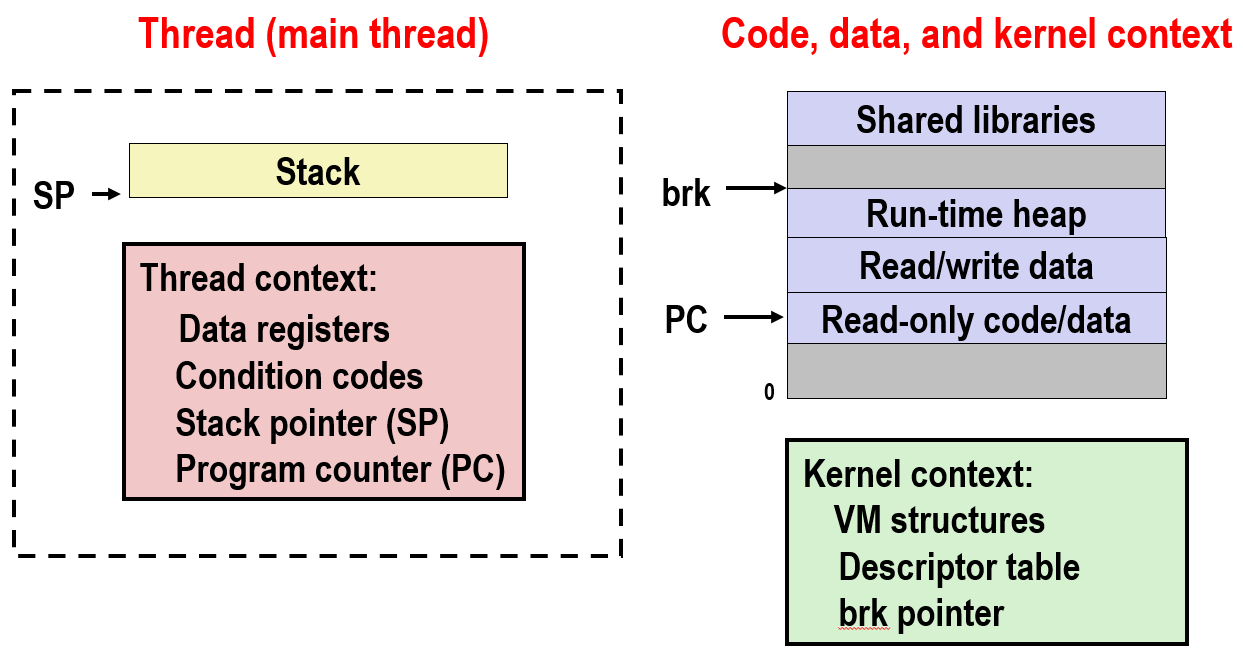 Thread (main thread)
SP
Stack
Thread context:
Data registers
Condition codes
Stack pointer (SP)
Program counter (PC)
Code, data, and kernel context
Shared libraries
brk
Run-time heap
Read/write data
PC
Read-only code/data
0
Kernel context:
VM structures
Descriptor table
brk pointer